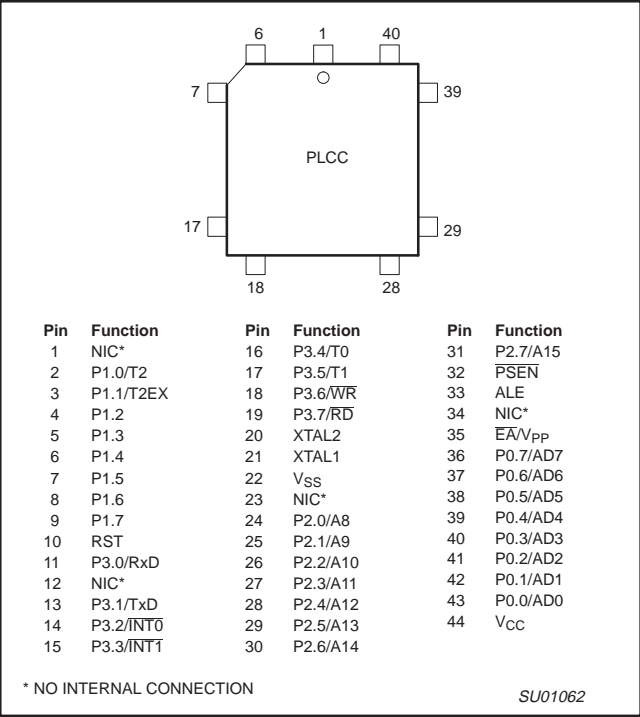 6 1 40
7 39
PLCC
17 29
18 28
Pin Function Pin Function Pin Function
1 NIC* 16 P3.4/T0 31 P2.7/A15
2 P1.0/T2 17 P3.5/T1 32 P̅S̅E̅N̅
3 P1.1/T2EX 18 P3.6/W̅R̅ 33 ALE
4 P1.2 19 P3.7/R̅D̅ 34 NIC*
5 P1.3 20 XTAL2 35 E̅A̅/VPP
6 P1.4 21 XTAL1 36 P0.7/AD7
7 P1.5 22 VSS 37 P0.6/AD6
8 P1.6 23 NIC* 38 P0.5/AD5
9 P1.7 24 P2.0/A8 39 P0.4/AD4
10 RST 25 P2.1/A9 40 P0.3/AD3
11 P3.0/RxD 26 P2.2/A10 41 P0.2/AD2
12 NIC* 27 P2.3/A11 42 P0.1/AD1
13 P3.1/TxD 28 P2.4/A12 43 P0.0/AD0
14 P3.2/I̅N̅T̅0̅ 29 P2.5/A13 44 VCC
15 P3.3/I̅N̅T̅1̅ 30 P2.6/A14
* NO INTERNAL CONNECTION
SU01062